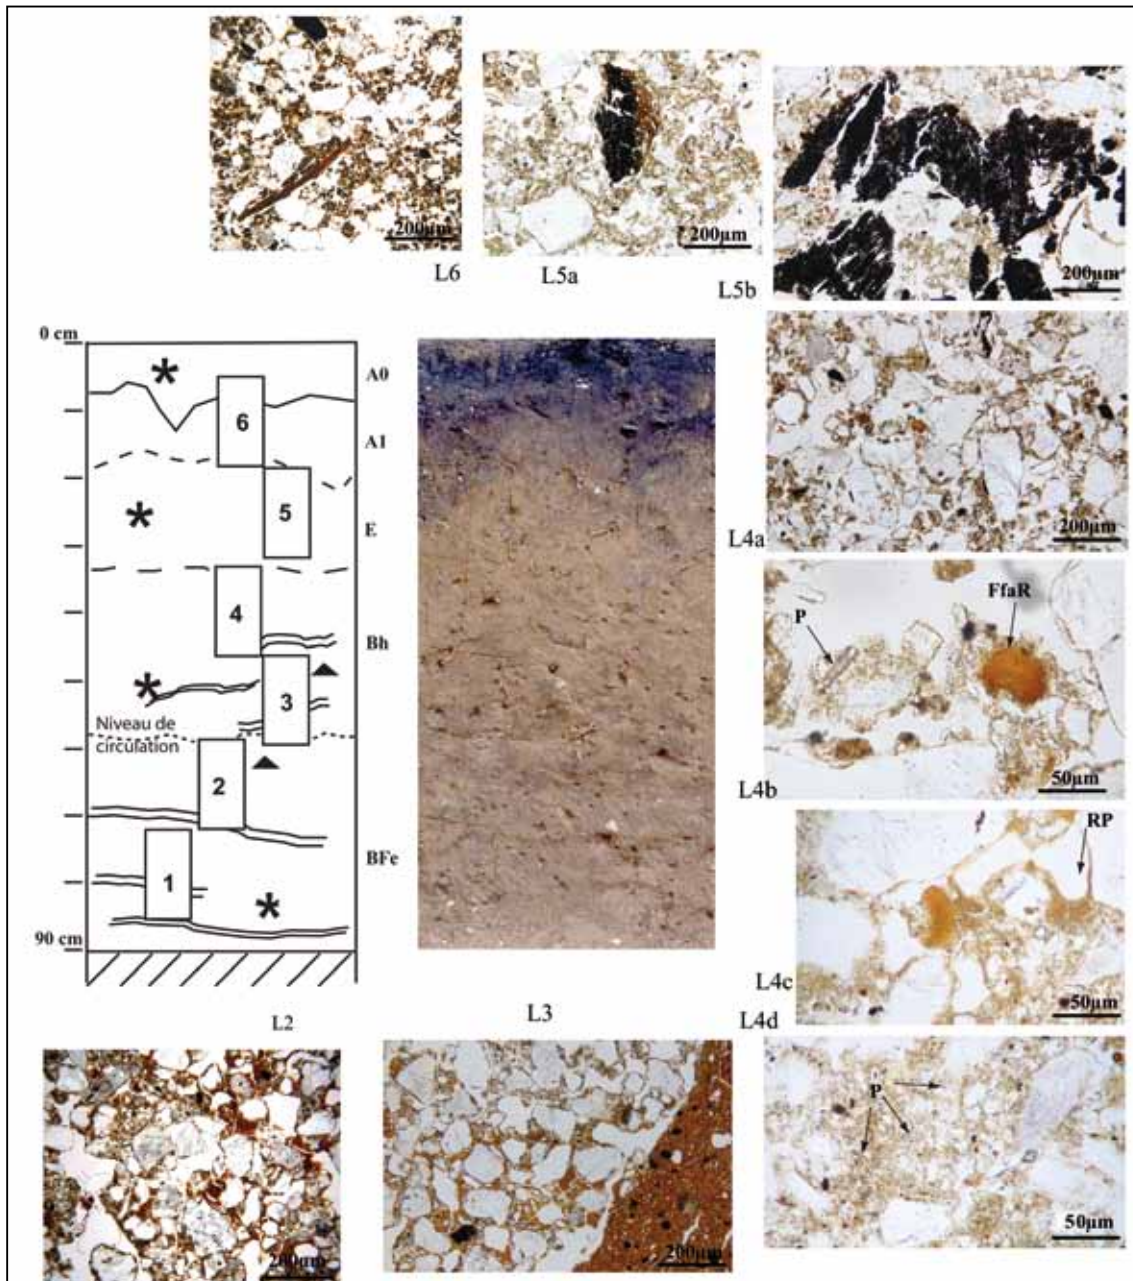 200µm
L6
200µm
L5a
200µm
L5b
0 cm
A0
6
A1
5
E
4
Bh
3
Niveau de
circulation
2
BFe
1
90 cm
200µm
L4a
FfaR
P
50µm
L4b
RP
50µm
L4c
L4d
P
50µm
L2
200µm
L3
200µm